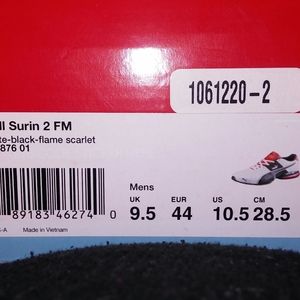 1061220-2
ll Surin 2 FM
te-black-flame scarlet
876 01
Mens
UK EUR US CM
9.5 44 10.5 28.5
89183 46274 0
-A Made in Vietnam